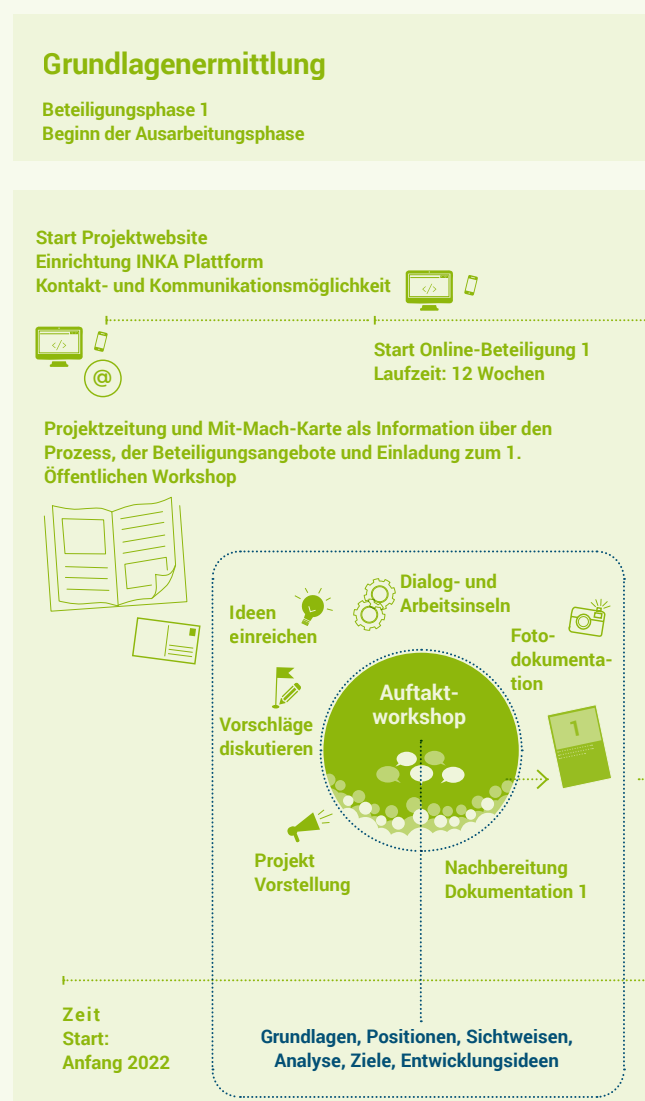 Grundlagenermittlung
Beteiligungsphase 1
Beginn der Ausarbeitungsphase
Start Projektwebsite
Einrichtung INKA Plattform
Kontakt- und Kommunikationsmöglichkeit
</>
</>
@
Start Online-Beteiligung 1
Laufzeit: 12 Wochen
Projektzeitung und Mit-Mach-Karte als Information über den
Prozess, der Beteiligungsangebote und Einladung zum 1.
Öffentlichen Workshop
Dialog- und
Arbeitsinseln
Ideen
einreichen
Foto-
dokumenta-
tion
Auftakt-
workshop
1
Vorschläge
diskutieren
Projekt
Vorstellung
Nachbereitung
Dokumentation 1
Zeit
Start:
Anfang 2022
Grundlagen, Positionen, Sichtweisen,
Analyse, Ziele, Entwicklungsideen